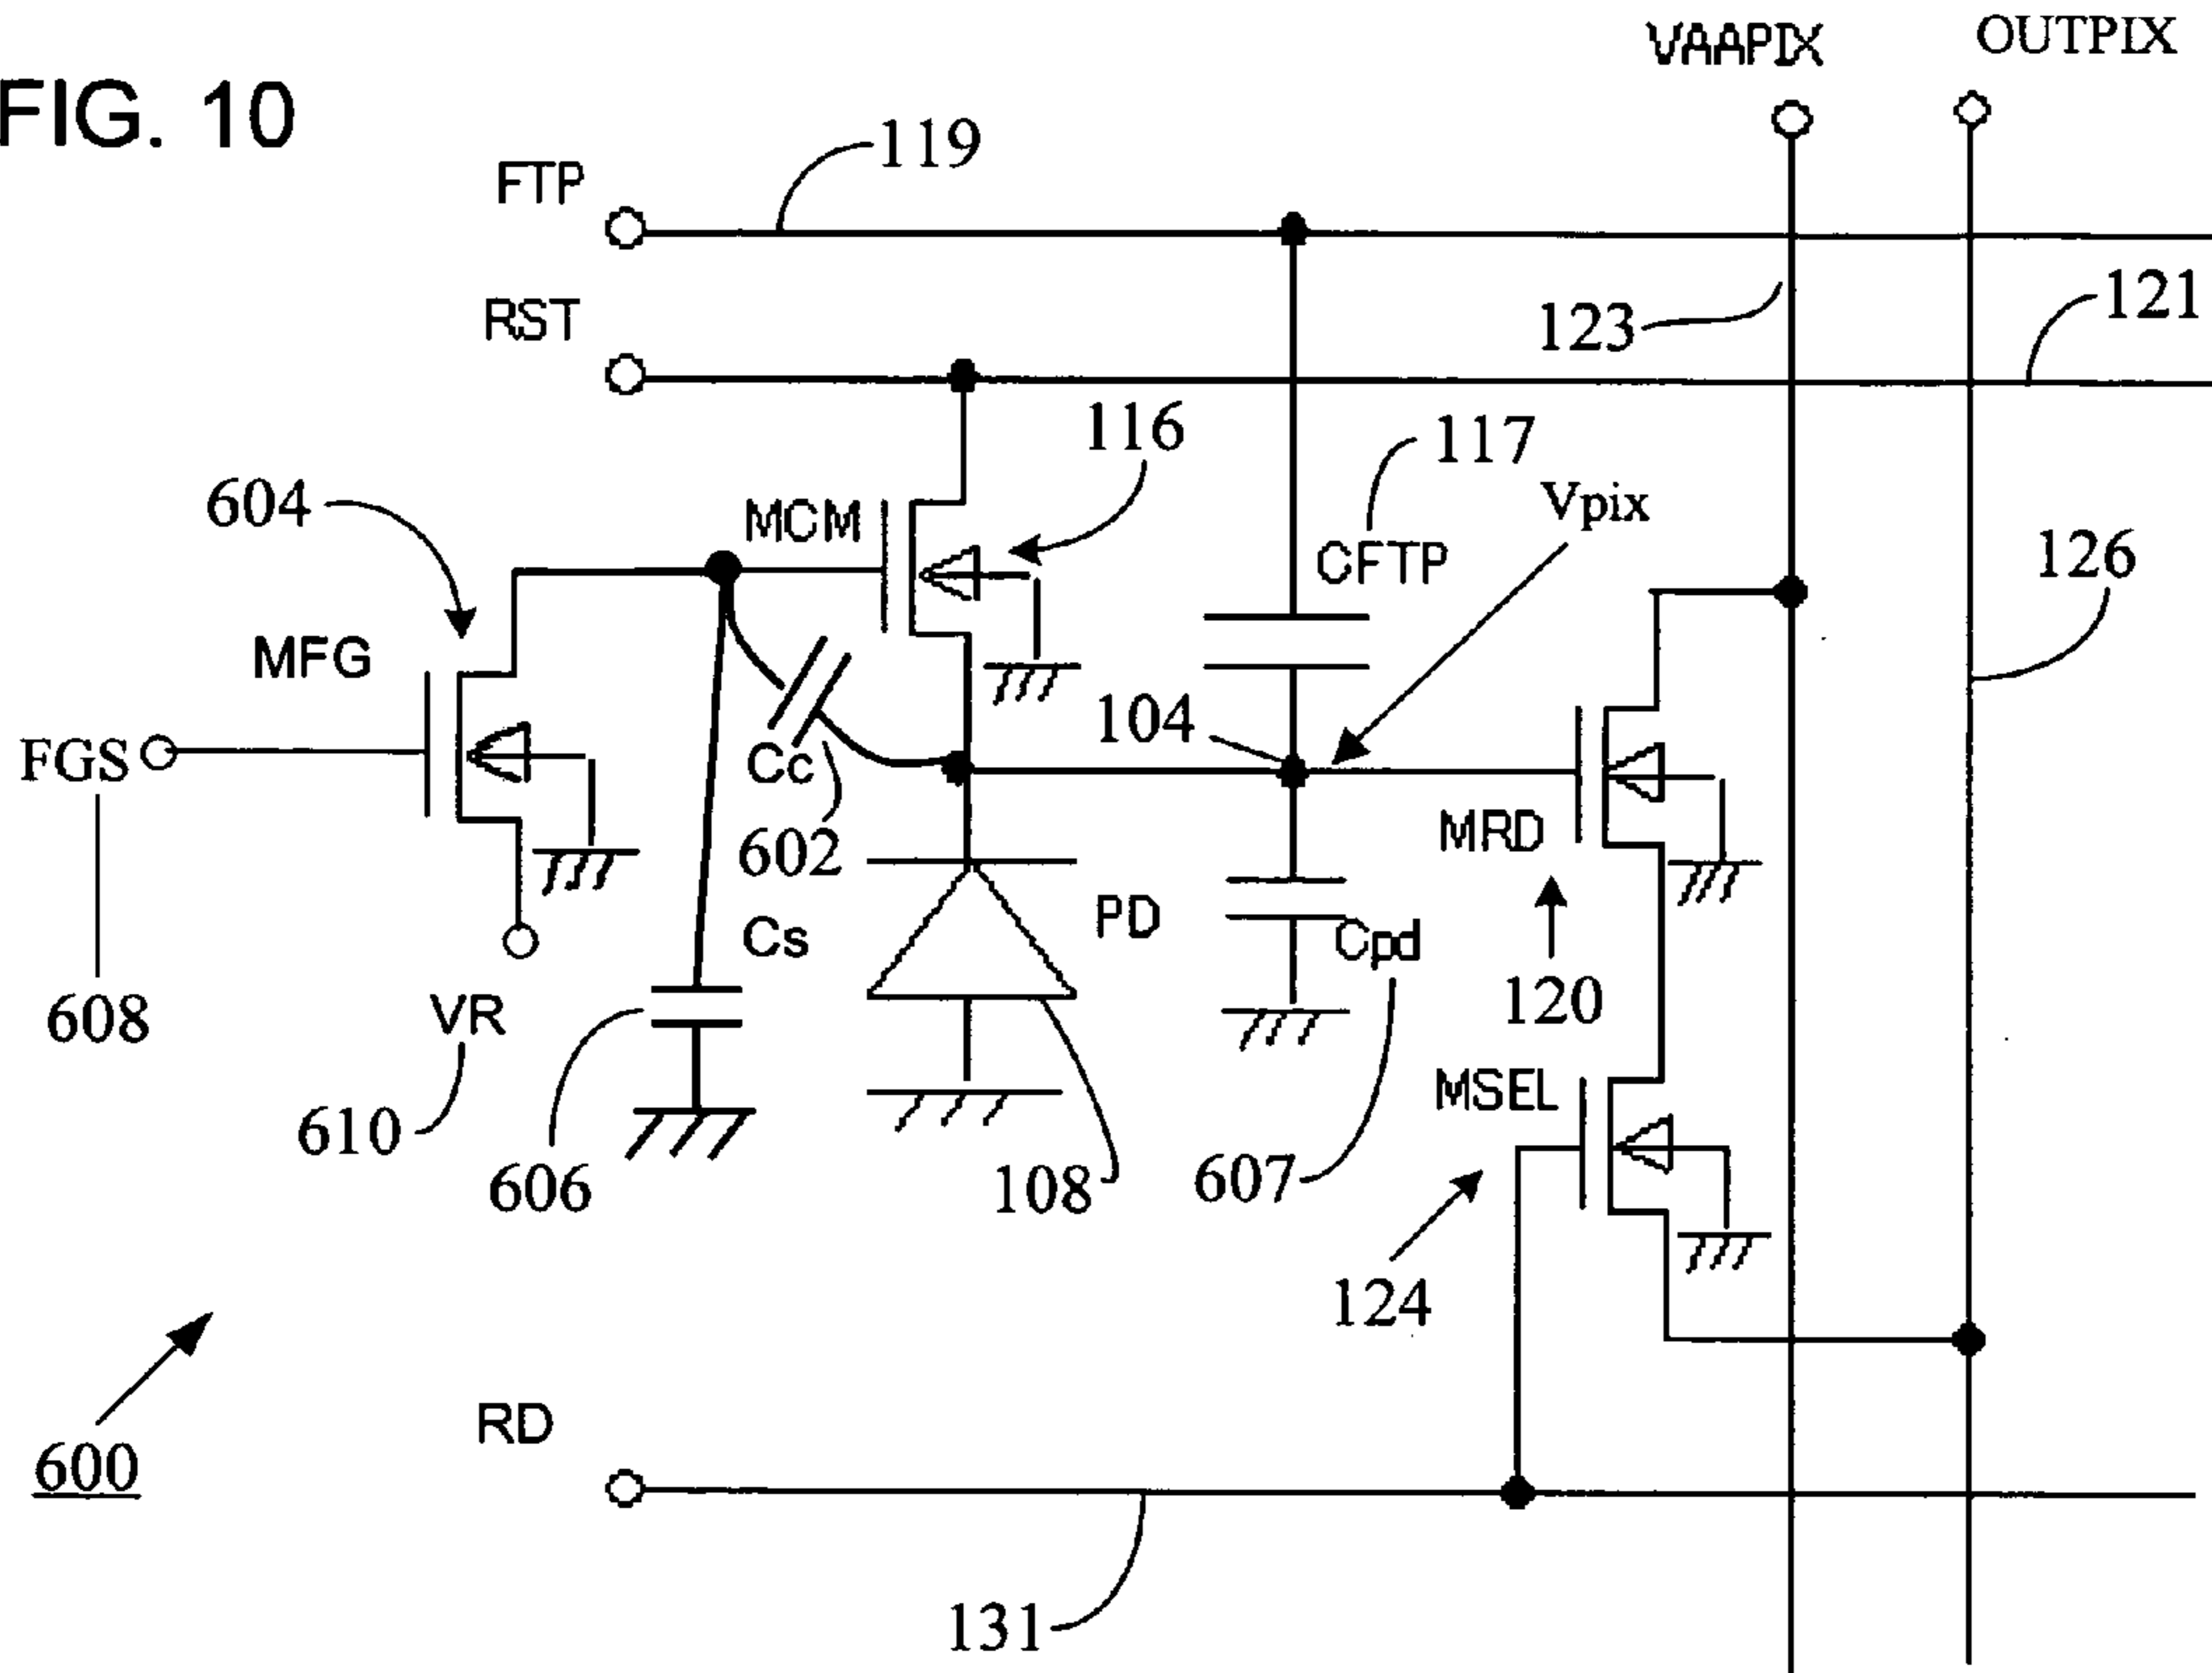 FIG. 10
VAAPIX
OUTPIX
FTP
119
RST
123
121
604
MCM
116
117
CFTP
Vpix
126
MFG
104
FGS
Cc
602
MRD
Cs
PD
Cpd
608
VR
120
610
606
108
607
MSEL
124
600
RD
131